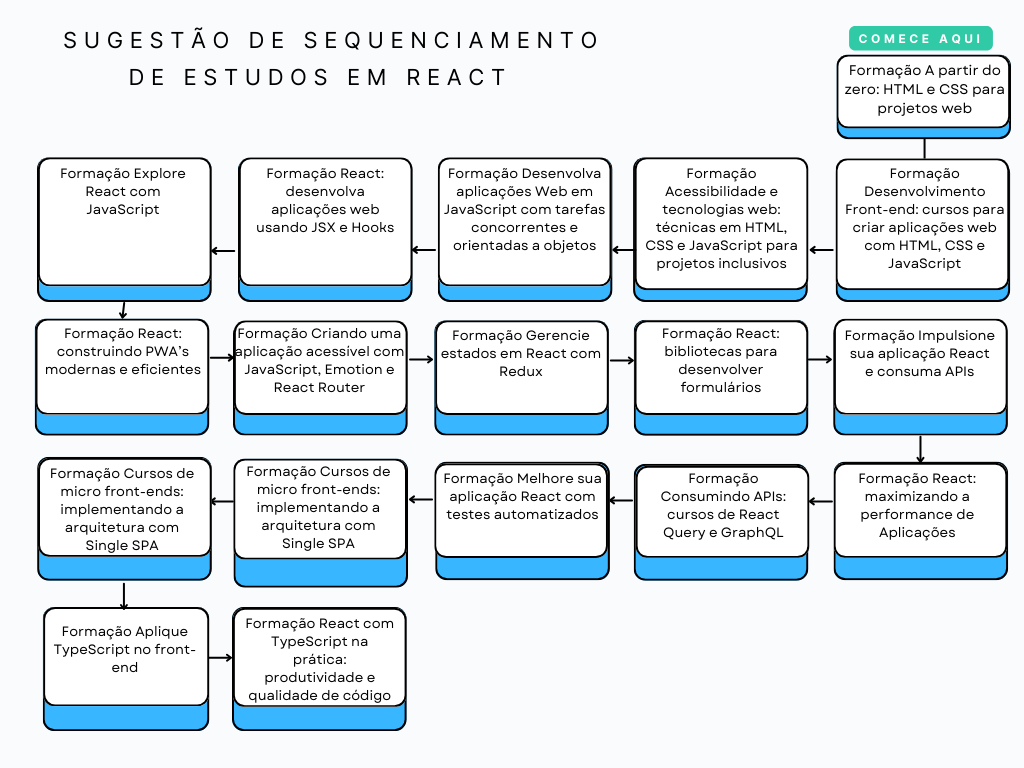 SUGESTÃO DE SEQUENCIAMENTO
DE ESTUDOS EM REACT
COMECE AQUI
Formação A partir do
zero: HTML e CSS para
projetos web
Formação
Desenvolvimento
Front-end: cursos para
criar aplicações web
com HTML, CSS e
JavaScript
Formação
Acessibilidade e
tecnologias web:
técnicas em HTML,
CSS e JavaScript para
projetos inclusivos
Formação Desenvolva
aplicações Web em
JavaScript com tarefas
concorrentes e
orientadas a objetos
Formação React:
desenvolva
aplicações web
usando JSX e Hooks
Formação Explore
React com
JavaScript
Formação React:
construindo PWA's
modernas e eficientes
Formação Criando uma
aplicação acessível com
JavaScript, Emotion e
React Router
Formação Gerencie
estados em React com
Redux
Formação React:
bibliotecas para
desenvolver
formulários
Formação Impulsione
sua aplicação React
e consuma APIs
Formação React:
maximizando a
performance de
Aplicações
Formação
Consumindo APIs:
cursos de React
Query e GraphQL
Formação Melhore sua
aplicação React com
testes automatizados
Formação Cursos de
micro front-ends:
implementando a
arquitetura com
Single SPA
Formação Cursos de
micro front-ends:
implementando a
arquitetura com
Single SPA
Formação Aplique
TypeScript no front-
end
Formação React com
TypeScript na
prática:
produtividade e
qualidade de código